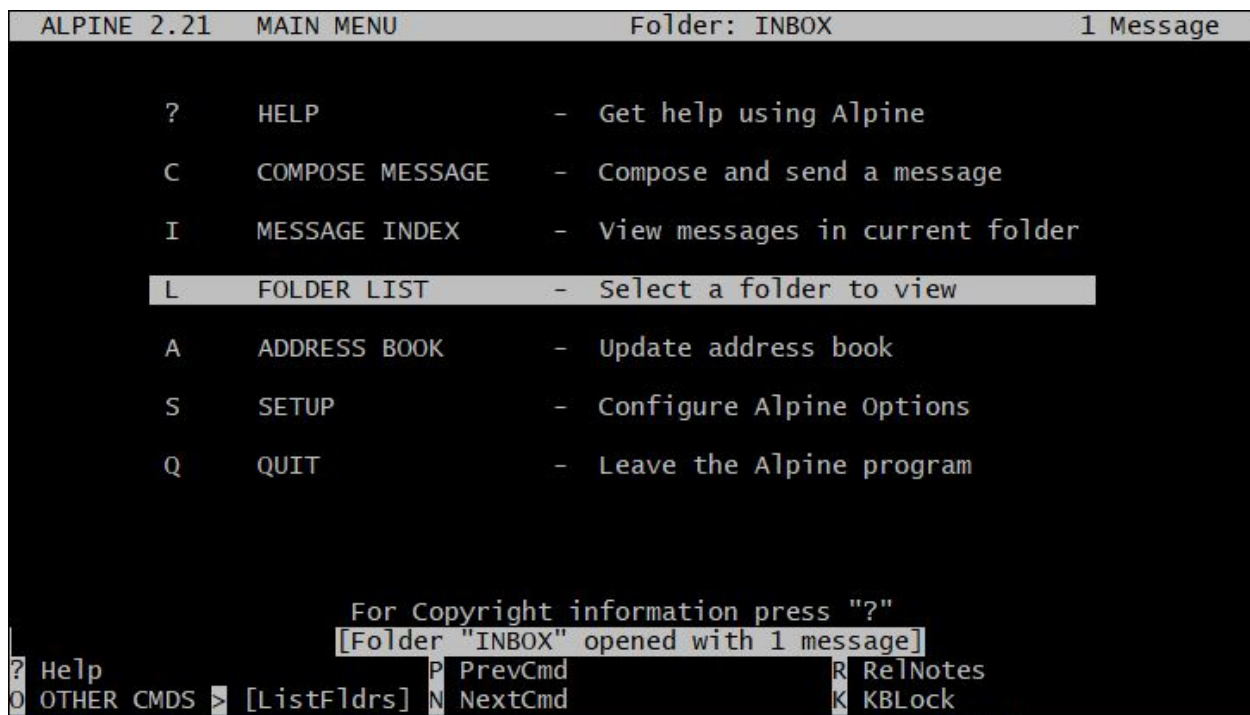 ALPINE 2.21 MAIN MENU Folder: INBOX 1 Message
? HELP - Get help using Alpine
C COMPOSE MESSAGE - Compose and send a message
I MESSAGE INDEX - View messages in current folder
L FOLDER LIST - Select a folder to view
A ADDRESS BOOK - Update address book
S SETUP - Configure Alpine Options
Q QUIT - Leave the Alpine program
For Copyright information press "?"
[Folder "INBOX" opened with 1 message]
? Help P PrevCmd R RelNotes
O OTHER CMDS > [ListFldrs] N NextCmd K KBLock